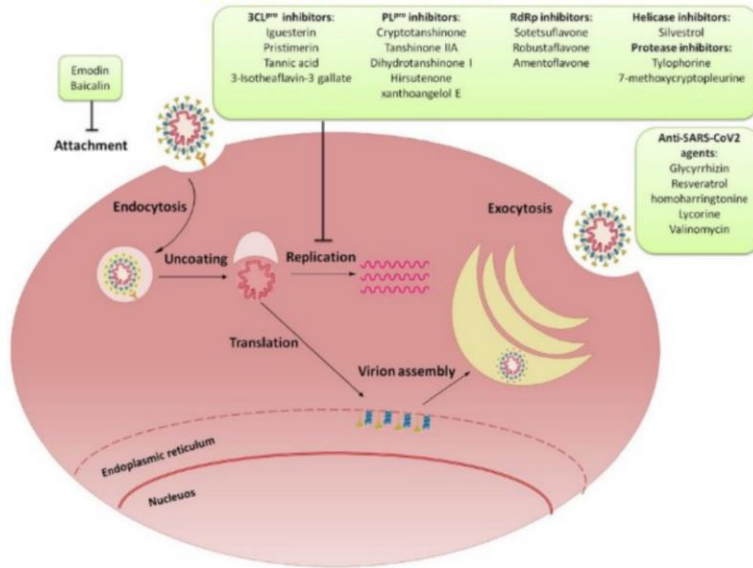 3CLpro inhibitors:
Iguesterin
Pristimerin
Tannic acid
3-Isotheaflavin-3 gallate
PLpro inhibitors:
Cryptotanshinone
Tanshinone IIA
Dihydrotanshinone I
Hirsutenone
xanthoangelol E
RdRp inhibitors:
Sotetsuflavone
Robustaflavone
Amentoflavone
Helicase inhibitors:
Silvestrol
Protease inhibitors:
Tylophorine
7-methoxycryptopleurine
Emodin
Baicalin
Attachment
Anti-SARS-CoV2
agents:
Glycyrrhizin
Resveratrol
homoharringtonine
Lycorine
Valinomycin
Endocytosis
Exocytosis
Uncoating
Replication
Translation
Virion assembly
Endoplasmic reticulum
Nucleuos